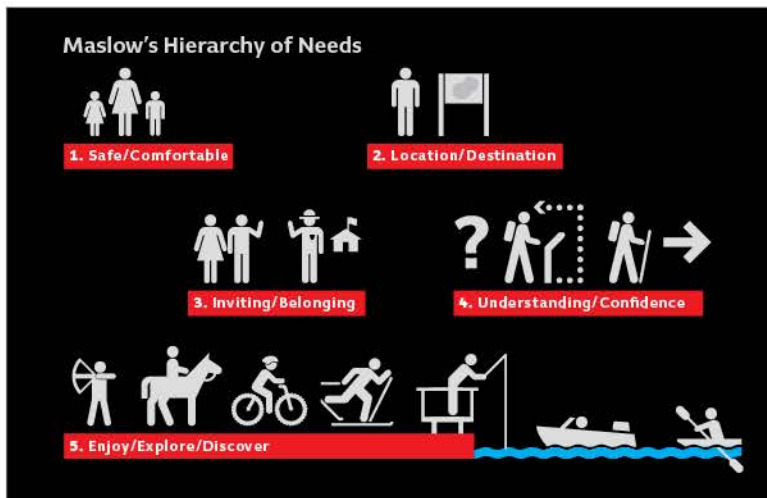 Maslow's Hierarchy of Needs
1. Safe/Comfortable
2. Location/Destination
3. Inviting/Belonging
?
4. Understanding/Confidence
5. Enjoy/Explore/Discover